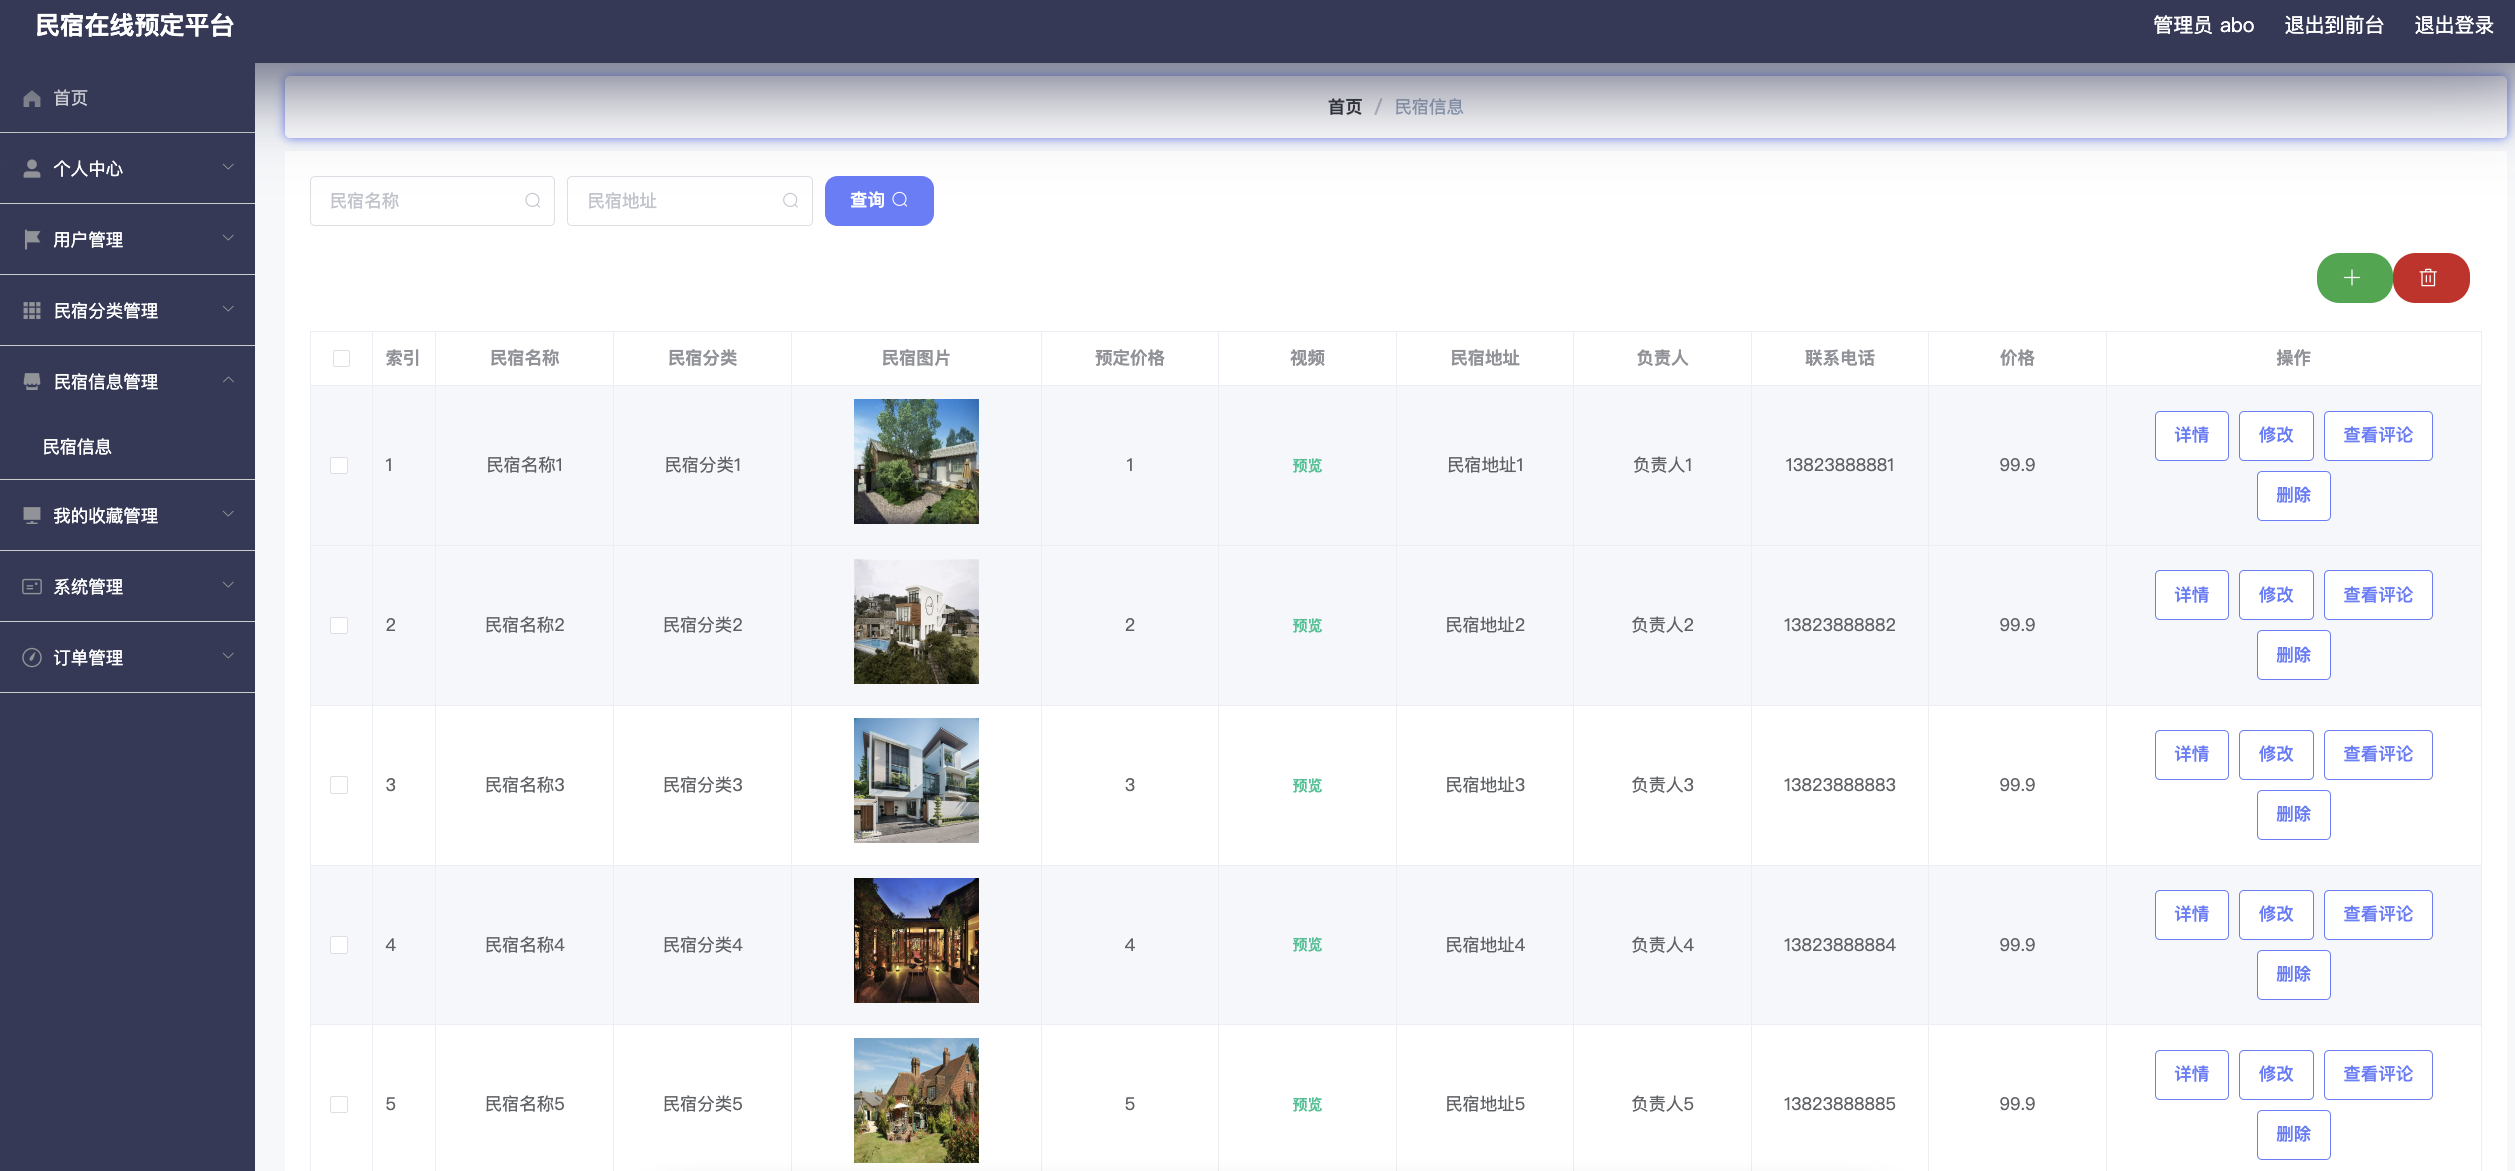 民宿在线预定平台
管理员 abo 退出到前台 退出登录
首页
个人中心
用户管理
民宿分类管理
民宿信息管理
民宿信息
我的收藏管理
系统管理
订单管理
首页 / 民宿信息
民宿名称 民宿地址 查询
索引 民宿名称 民宿分类 民宿图片 预定价格 视频 民宿地址 负责人 联系电话 价格 操作
1 民宿名称1 民宿分类1 1 预览 民宿地址1 负责人1 13823888881 99.9 详情 修改 查看评论
删除
2 民宿名称2 民宿分类2 2 预览 民宿地址2 负责人2 13823888882 99.9 详情 修改 查看评论
删除
3 民宿名称3 民宿分类3 3 预览 民宿地址3 负责人3 13823888883 99.9 详情 修改 查看评论
删除
4 民宿名称4 民宿分类4 4 预览 民宿地址4 负责人4 13823888884 99.9 详情 修改 查看评论
删除
5 民宿名称5 民宿分类5 5 预览 民宿地址5 负责人5 13823888885 99.9 详情 修改 查看评论
删除